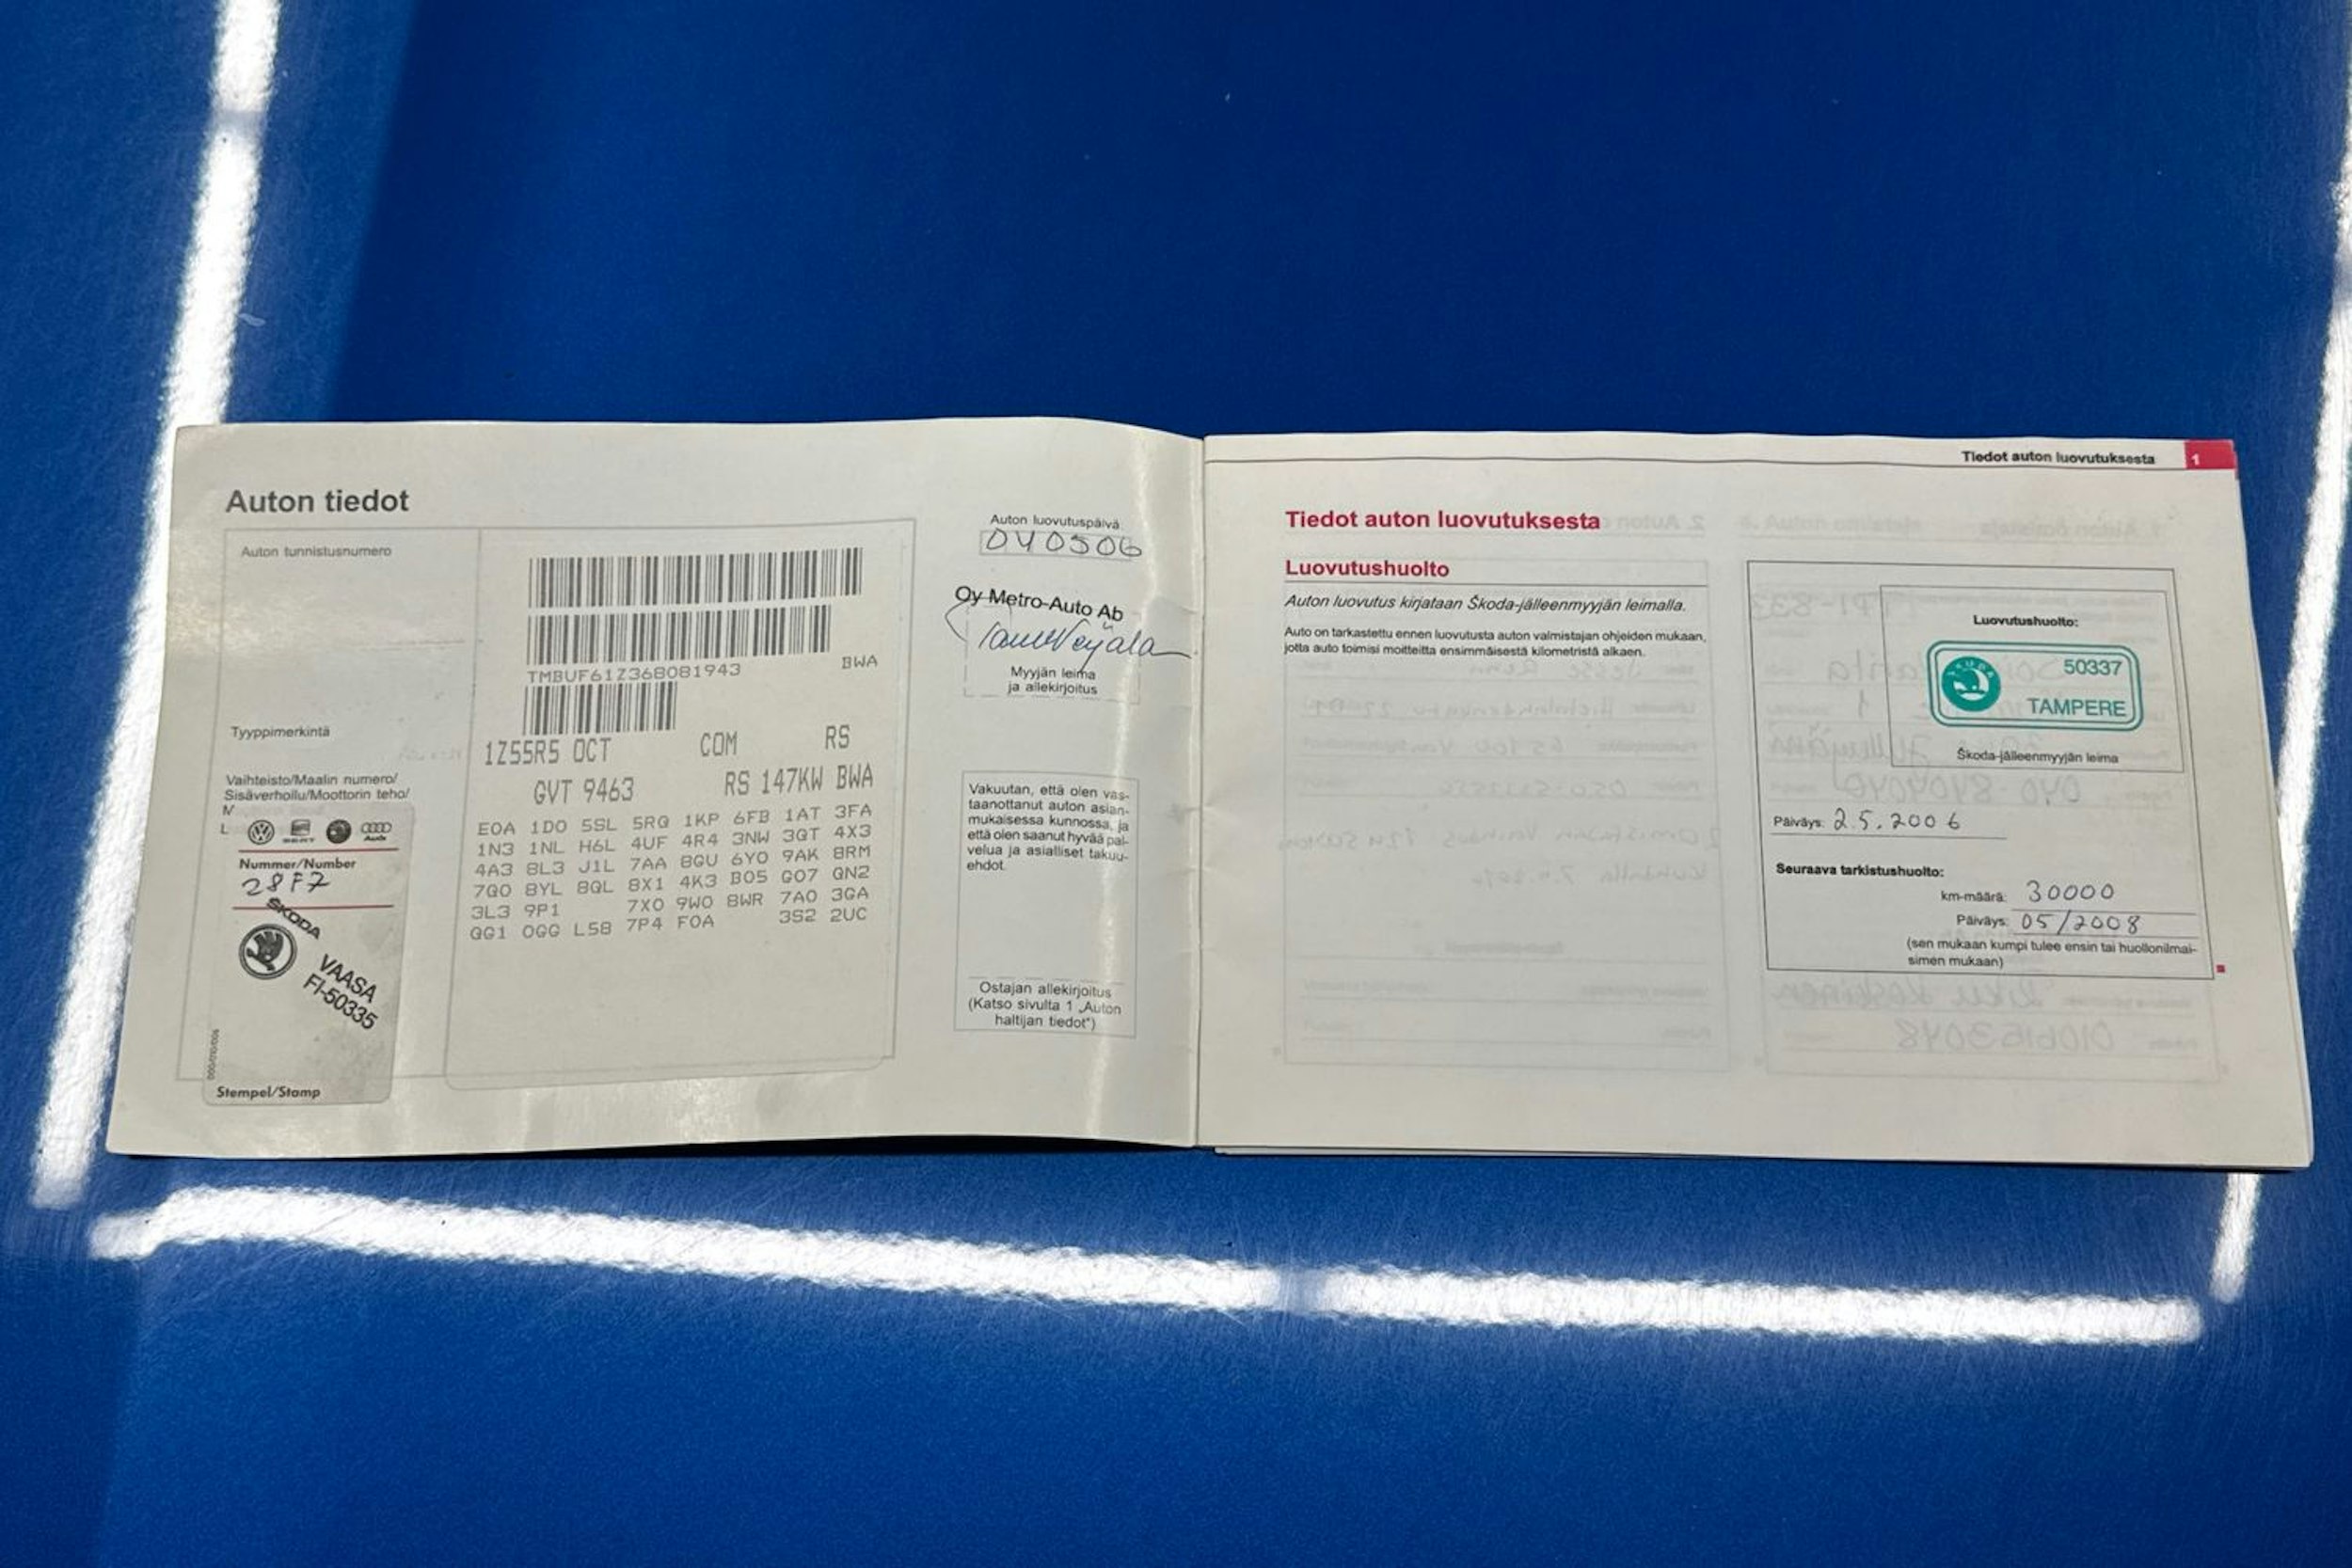 Auton tiedot
Auton tunnistusnumero
TMBUF61Z368081943
BWA
Tyyppimerkintä
1Z55R5 OCT COM RS
Vaihteisto/Maalin numero/
Sisäverhoilu/Moottorin teho/
M
L
GVT 9463 RS 147KW BWA
E0A 1D0 5SL 5RQ 1KP 6FB 1AT 3FA
1N3 1NL H6L 4UF 4R4 3NW 3QT 4X3
4A3 8L3 J1L 7AA 8GU 6Y0 9AK 8RM
7Q0 8YL 8QL 8X1 4K3 B05 G07 QN2
3L3 9P1 7X0 9W0 8WR 7A0 3GA
QG1 0GG L58 7P4 F0A 3S2 2UC
SEAT
Audi
Nummer/Number
28F7
ŠKODA
VAASA
FI-50335
Stempel/Stamp
Auton luovutuspäivä
040506
Oy Metro-Auto Ab
Myyjän leima
ja allekirjoitus
Vakuutan, että olen vas-
taanottanut auton asian-
mukaisessa kunnossa, ja
että olen saanut hyvää pal-
velua ja asialliset takuu-
ehdot.
Ostajan allekirjoitus
(Katso sivulta 1 „Auton
haltijan tiedot")
Tiedot auton luovutuksesta 1
Tiedot auton luovutuksesta
Luovutushuolto
Auton luovutus kirjataan Škoda-jälleenmyyjän leimalla.
Auto on tarkastettu ennen luovutusta auton valmistajan ohjeiden mukaan,
jotta auto toimisi moitteitta ensimmäisestä kilometristä alkaen.
Luovutushuolto:
50337
TAMPERE
Škoda-jälleenmyyjän leima
Päiväys: 2.5.2006
Seuraava tarkistushuolto:
km-määrä: 30000
Päiväys: 05/2008
(sen mukaan kumpi tulee ensin tai huollonilmai-
simen mukaan)